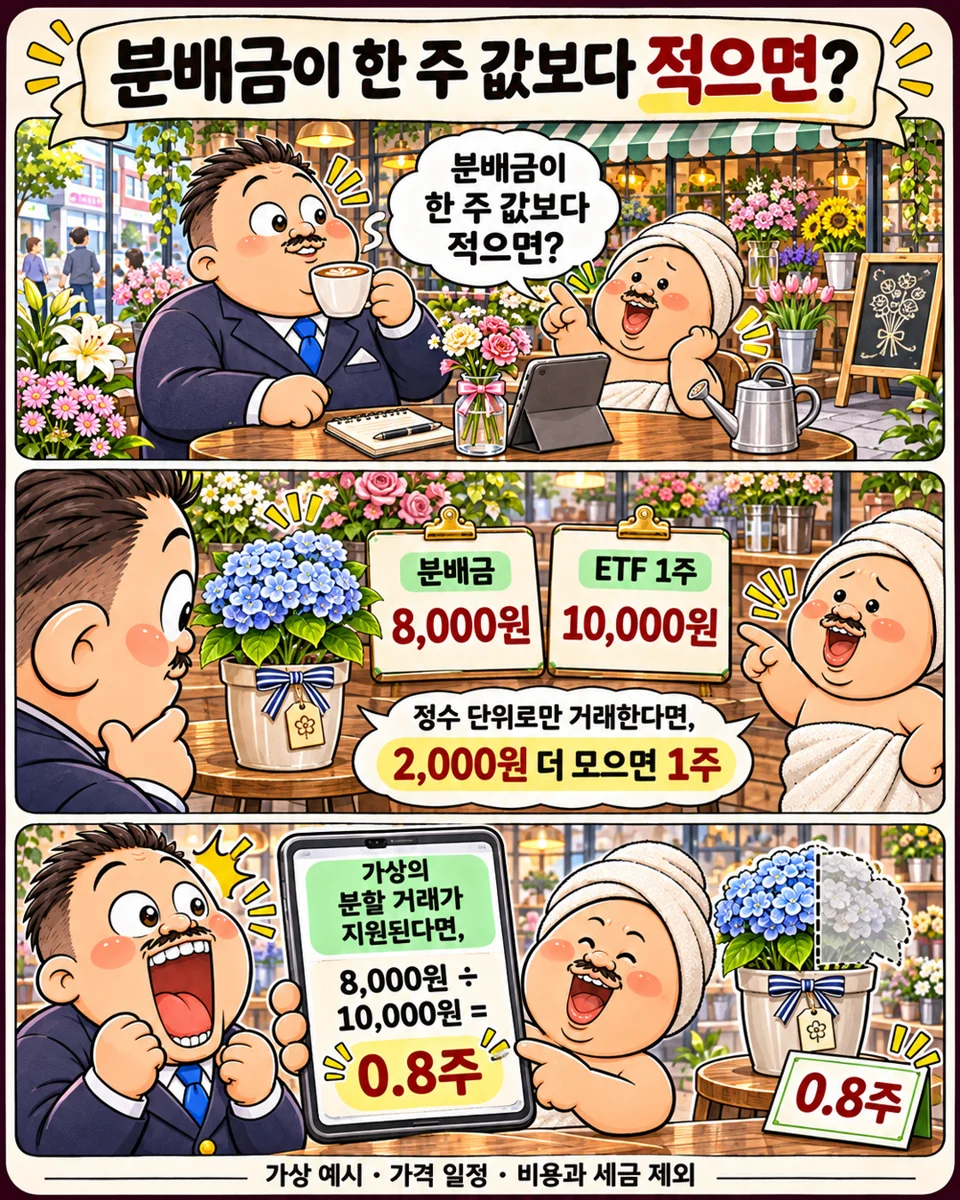 분배금이 한 주 값보다 적으면?
분배금이
한 주 값보다
적으면?
분배금
8,000원
ETF 1주
10,000원
정수 단위로만 거래한다면,
2,000원 더 모으면 1주
가상의
분할 거래가
지원된다면,
8,000원 ÷
10,000원 =
0.8주
0.8주
가상 예시 · 가격 일정 · 비용과 세금 제외